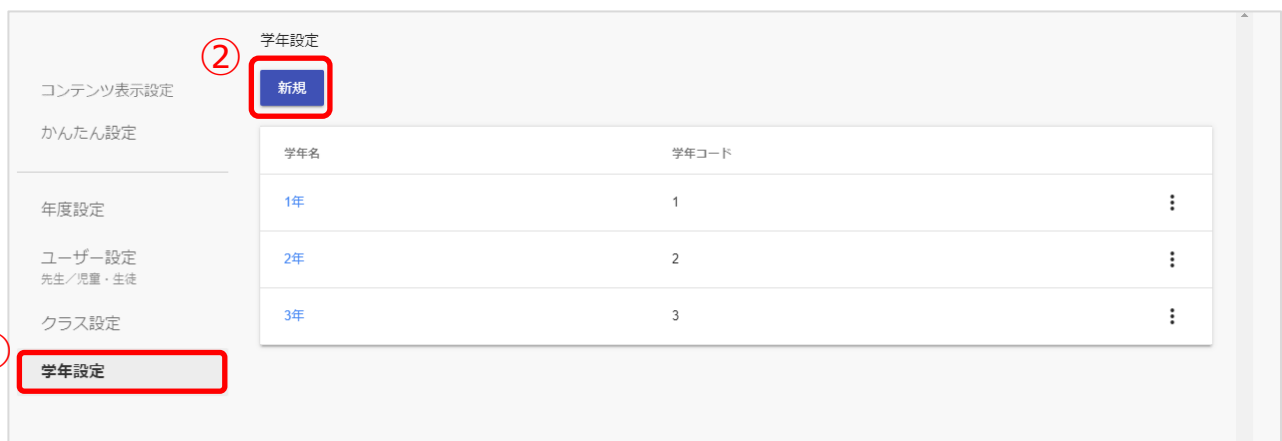 学年設定
②
新規
コンテンツ表示設定
かんたん設定
年度設定
ユーザー設定
先生／児童・生徒
クラス設定
学年設定
学年名 学年コード
1年 1
2年 2
3年 3